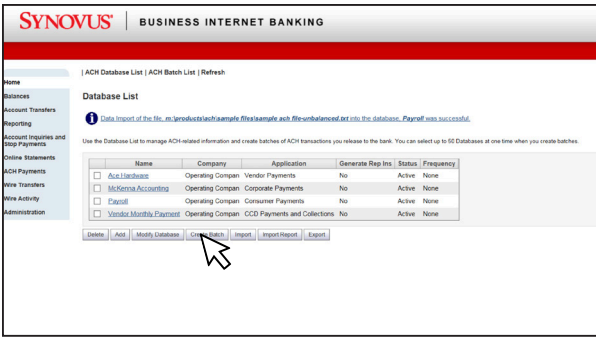 SYNOVUS® | BUSINESS INTERNET BANKING
| ACH Database List | ACH Batch List | Refresh
Home
Balances
Account Transfers
Reporting
Account Inquiries and
Stop Payments
Online Statements
ACH Payments
Wire Transfers
Wire Activity
Administration
Database List
Data Import of the file, m:\products\ach\sample files\sample ach file-unbalanced.txt into the database, Payroll was successful.
Use the Database List to manage ACH-related information and create batches of ACH transactions you release to the bank. You can select up to 50 Databases at one time when you create batches.
Name Company Application Generate Rep Ins Status Frequency
Ace Hardware Operating Compan Vendor Payments No Active None
McKenna Accounting Operating Compan Corporate Payments No Active None
Payroll Operating Compan Consumer Payments No Active None
Vendor Monthly Payment Operating Compan CCD Payments and Collections No Active None
Delete Add Modify Database Create Batch Import Import Report Export